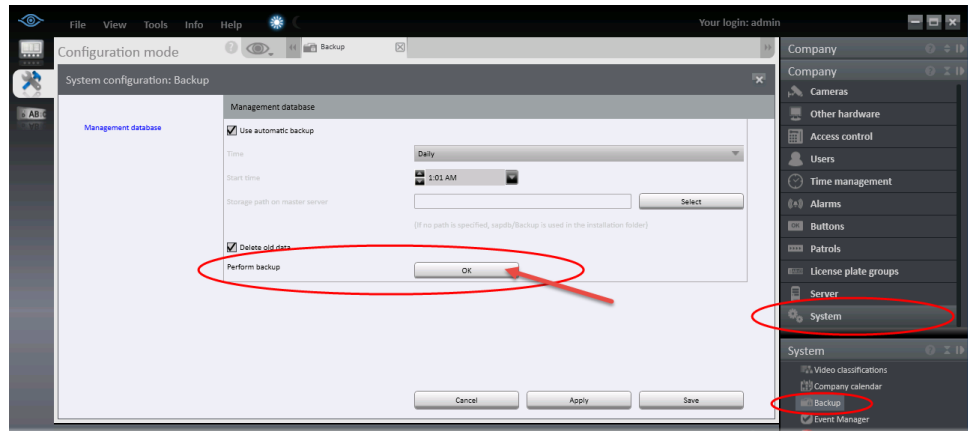 File View Tools Info Help
Your login: admin
Configuration mode
Backup
System configuration: Backup
Management database
Management database
Use automatic backup
Time
Daily
Start time
1:01 AM
Storage path on master server
Select
(If no path is specified, sapdb/Backup is used in the installation folder)
Delete old data
Perform backup
OK
Cancel
Apply
Save
Company
Company
Cameras
Other hardware
Access control
Users
Time management
Alarms
Buttons
Patrols
License plate groups
Server
System
System
Video classifications
Company calendar
Backup
Event Manager
AB